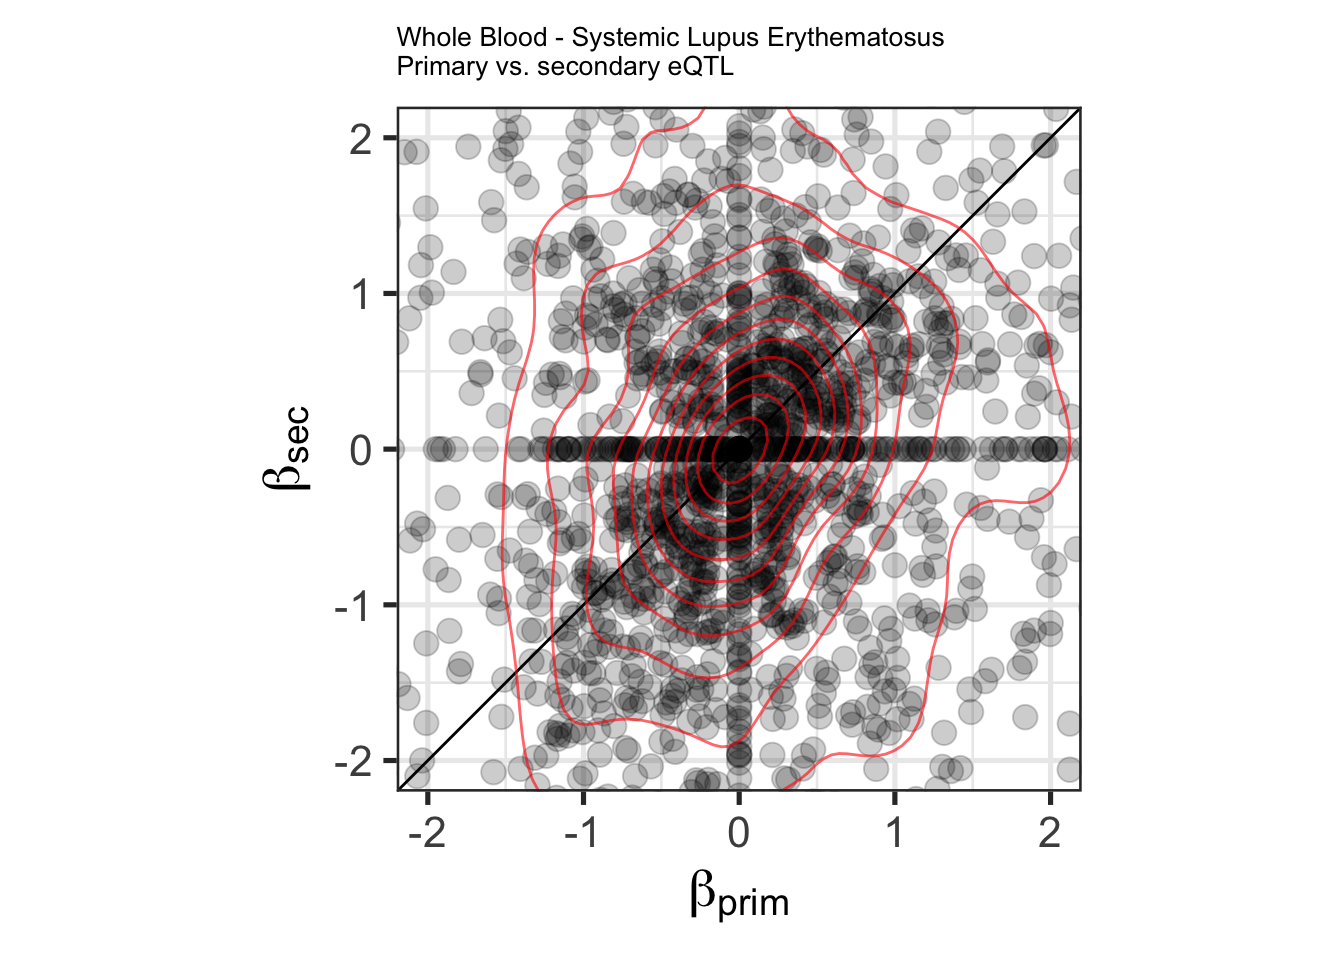 Whole Blood - Systemic Lupus Erythematosus
Primary vs. secondary eQTL
2
1
0
-1
-2
βsec
-2 -1 0 1 2
βprim